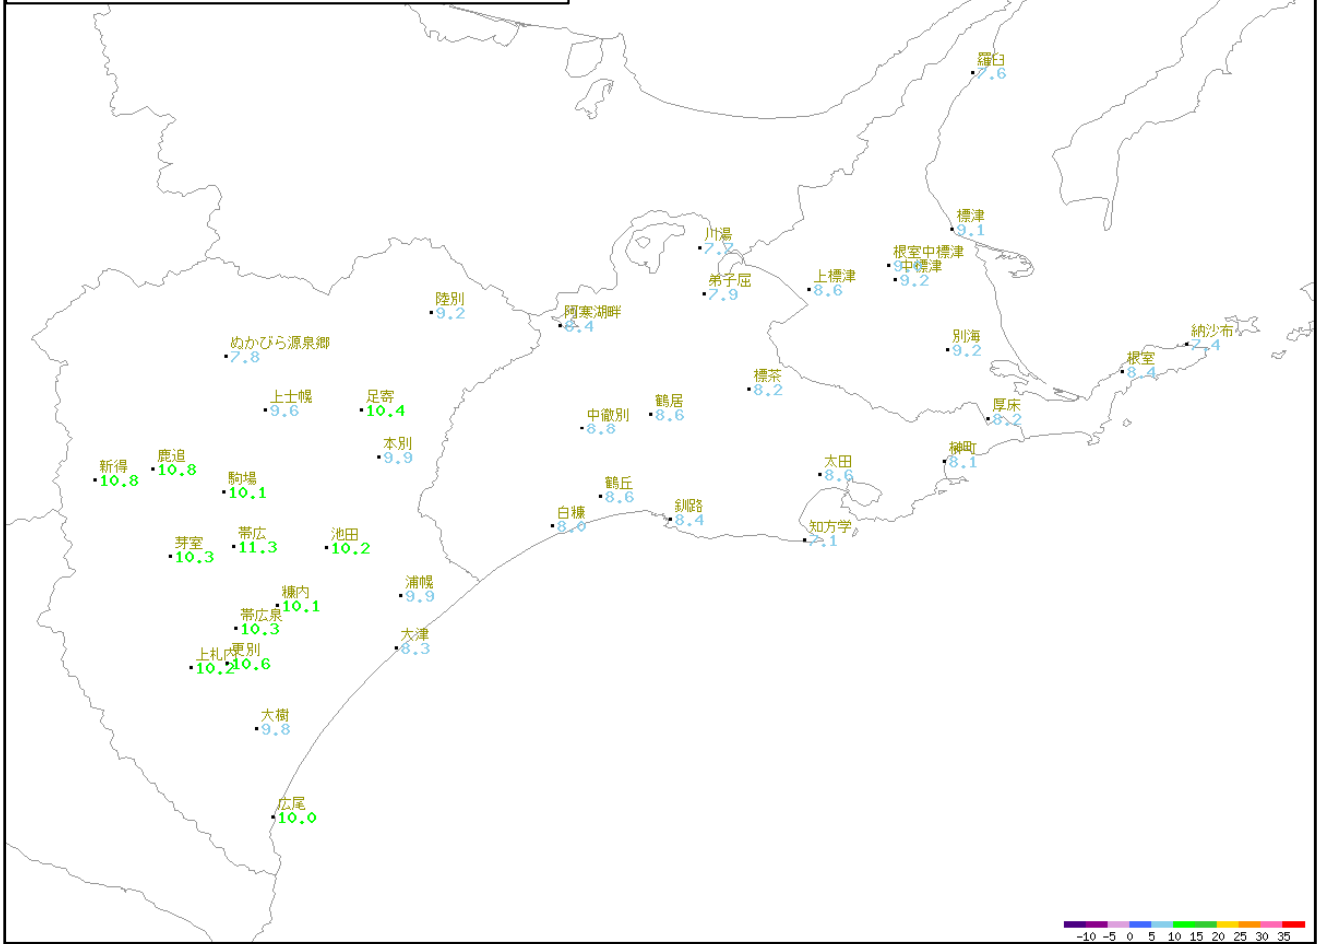 羅臼
7.6
標津
9.1
川湯
7.7
根室中標津
中標津
9.2
弟子屈
7.9
上標津
8.6
陸別
9.2
阿寒湖畔
8.4
ぬかびら源泉郷
7.8
納沙布
7.4
別海
9.2
根室
8.4
標茶
8.2
上士幌
9.6
足寄
10.4
鶴居
8.6
厚床
8.2
中徹別
8.8
本別
9.9
榊町
8.1
鹿追
10.8
新得
10.8
太田
8.6
駒場
10.1
鶴丘
8.6
白糠
8.0
釧路
8.4
知方学
7.1
帯広
11.3
池田
10.2
芽室
10.3
浦幌
9.9
糠内
10.1
帯広泉
10.3
大津
8.3
更別
10.6
上札内
10.2
大樹
9.8
広尾
10.0
-10 -5 0 5 10 15 20 25 30 35